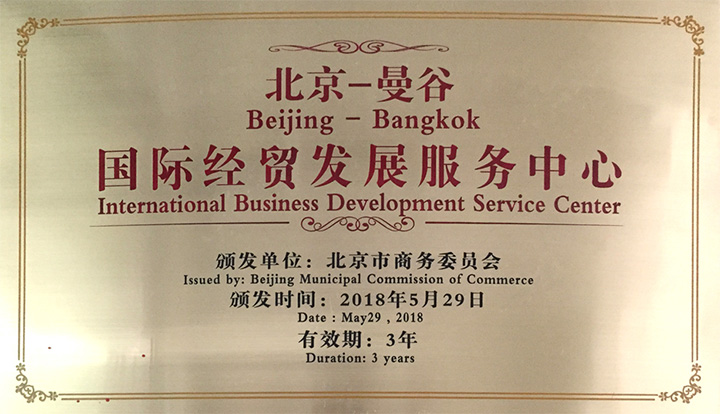 北京-曼谷
Beijing - Bangkok
国际经贸发展服务中心
International Business Development Service Center
颁发单位：北京市商务委员会
Issued by: Beijing Municipal Commission of Commerce
颁发时间：2018年5月29日
Date : May29 , 2018
有效期：3年
Duration: 3 years